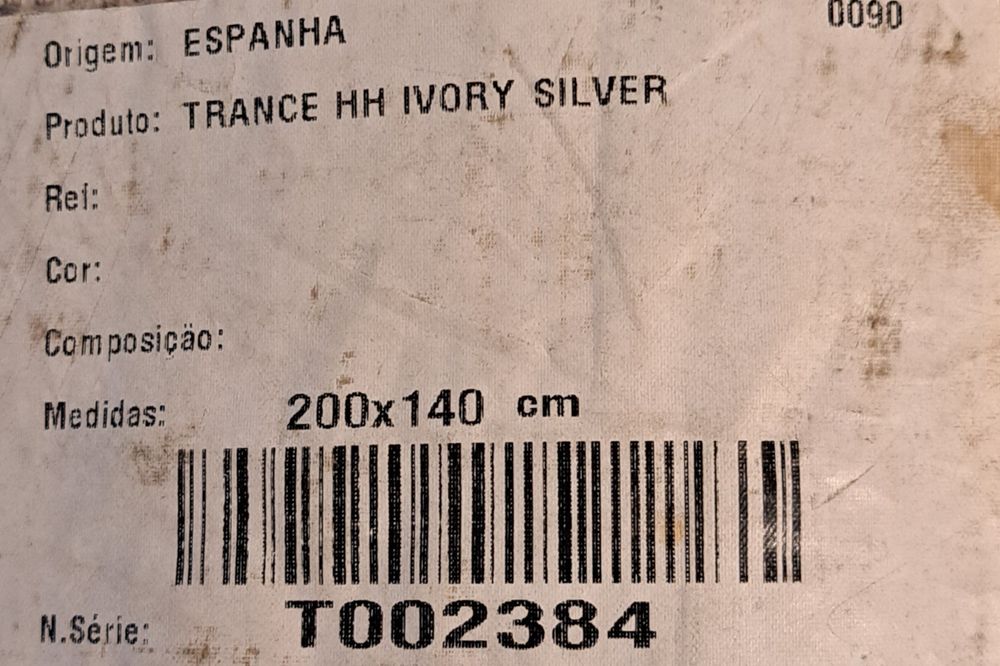 0090
Origem: ESPANHA
Produto: TRANCE HH IVORY SILVER
Ref:
Cor:
Composição:
Medidas: 200x140 cm
N.Série: T002384